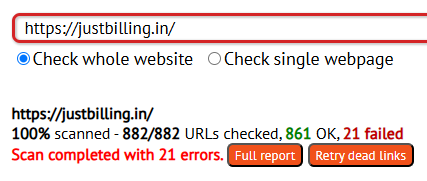 https://justbilling.in/
Check whole website Check single webpage
https://justbilling.in/
100% scanned - 882/882 URLs checked, 861 OK, 21 failed
Scan completed with 21 errors. Full report Retry dead links